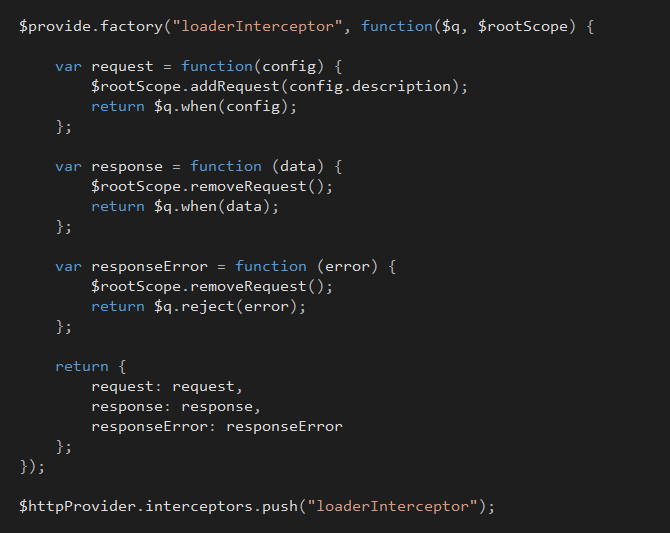 $provide.factory("loaderInterceptor", function($q, $rootScope) {
var request = function(config) {
$rootScope.addRequest(config.description);
return $q.when(config);
};
var response = function (data) {
$rootScope.removeRequest();
return $q.when(data);
};
var responseError = function (error) {
$rootScope.removeRequest();
return $q.reject(error);
};
return {
request: request,
response: response,
responseError: responseError
};
});
$httpProvider.interceptors.push("loaderInterceptor");